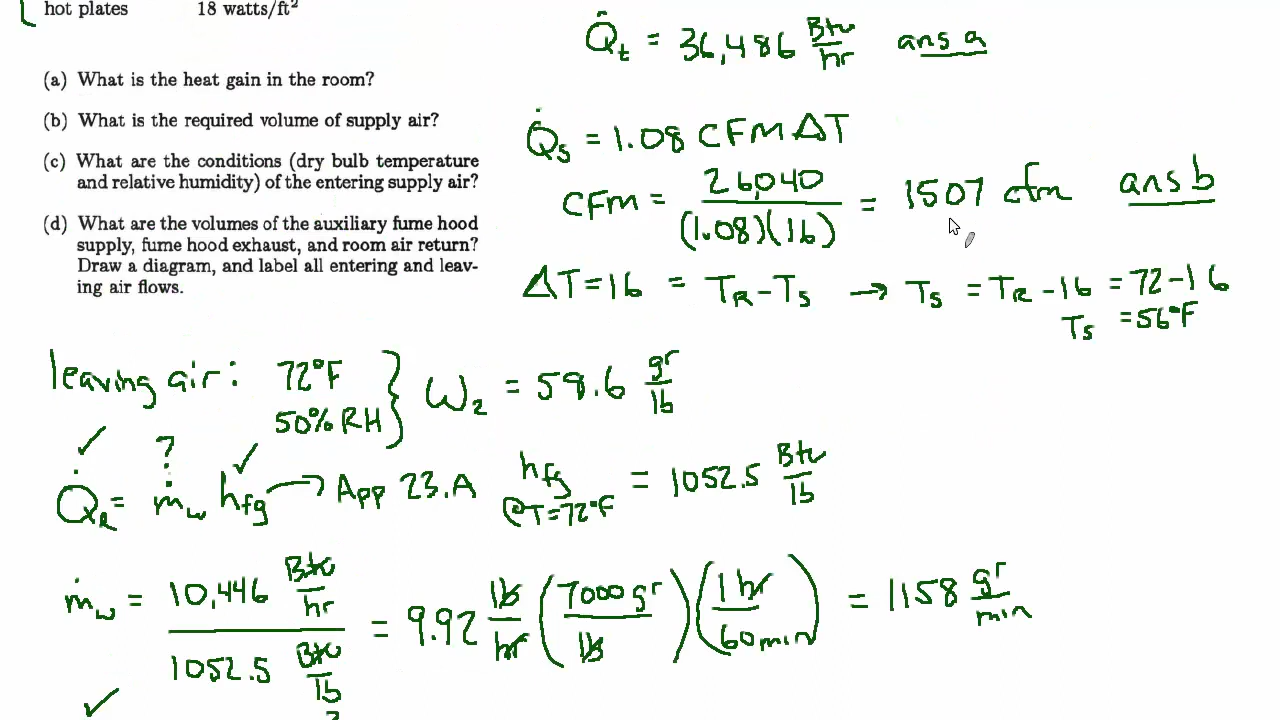 hot plates 18 watts/ft²
(a) What is the heat gain in the room?
(b) What is the required volume of supply air?
(c) What are the conditions (dry bulb temperature
and relative humidity) of the entering supply air?
(d) What are the volumes of the auxiliary fume hood
supply, fume hood exhaust, and room air return?
Draw a diagram, and label all entering and leav-
ing air flows.
Q̇t = 36,486 Btu/hr ans a
Q̇s = 1.08 CFM ΔT
CFM = 26,040/(1.08)(16) = 1507 cfm ans b
ΔT = 16 = TR - Ts → Ts = TR - 16 = 72 - 16
Ts = 56°F
leaving air: 72°F
50% RH } ω2 = 58.6 gr/lb
✓ ? ✓
Q̇R = ṁw hfg → App 23.A hfg @T=72°F = 1052.5 Btu/lb
ṁw = 10,446 Btu/hr / 1052.5 Btu/lb = 9.92 lb/hr (7000 gr/lb)(1 hr/60 min) = 1158 gr/min
✓ ?